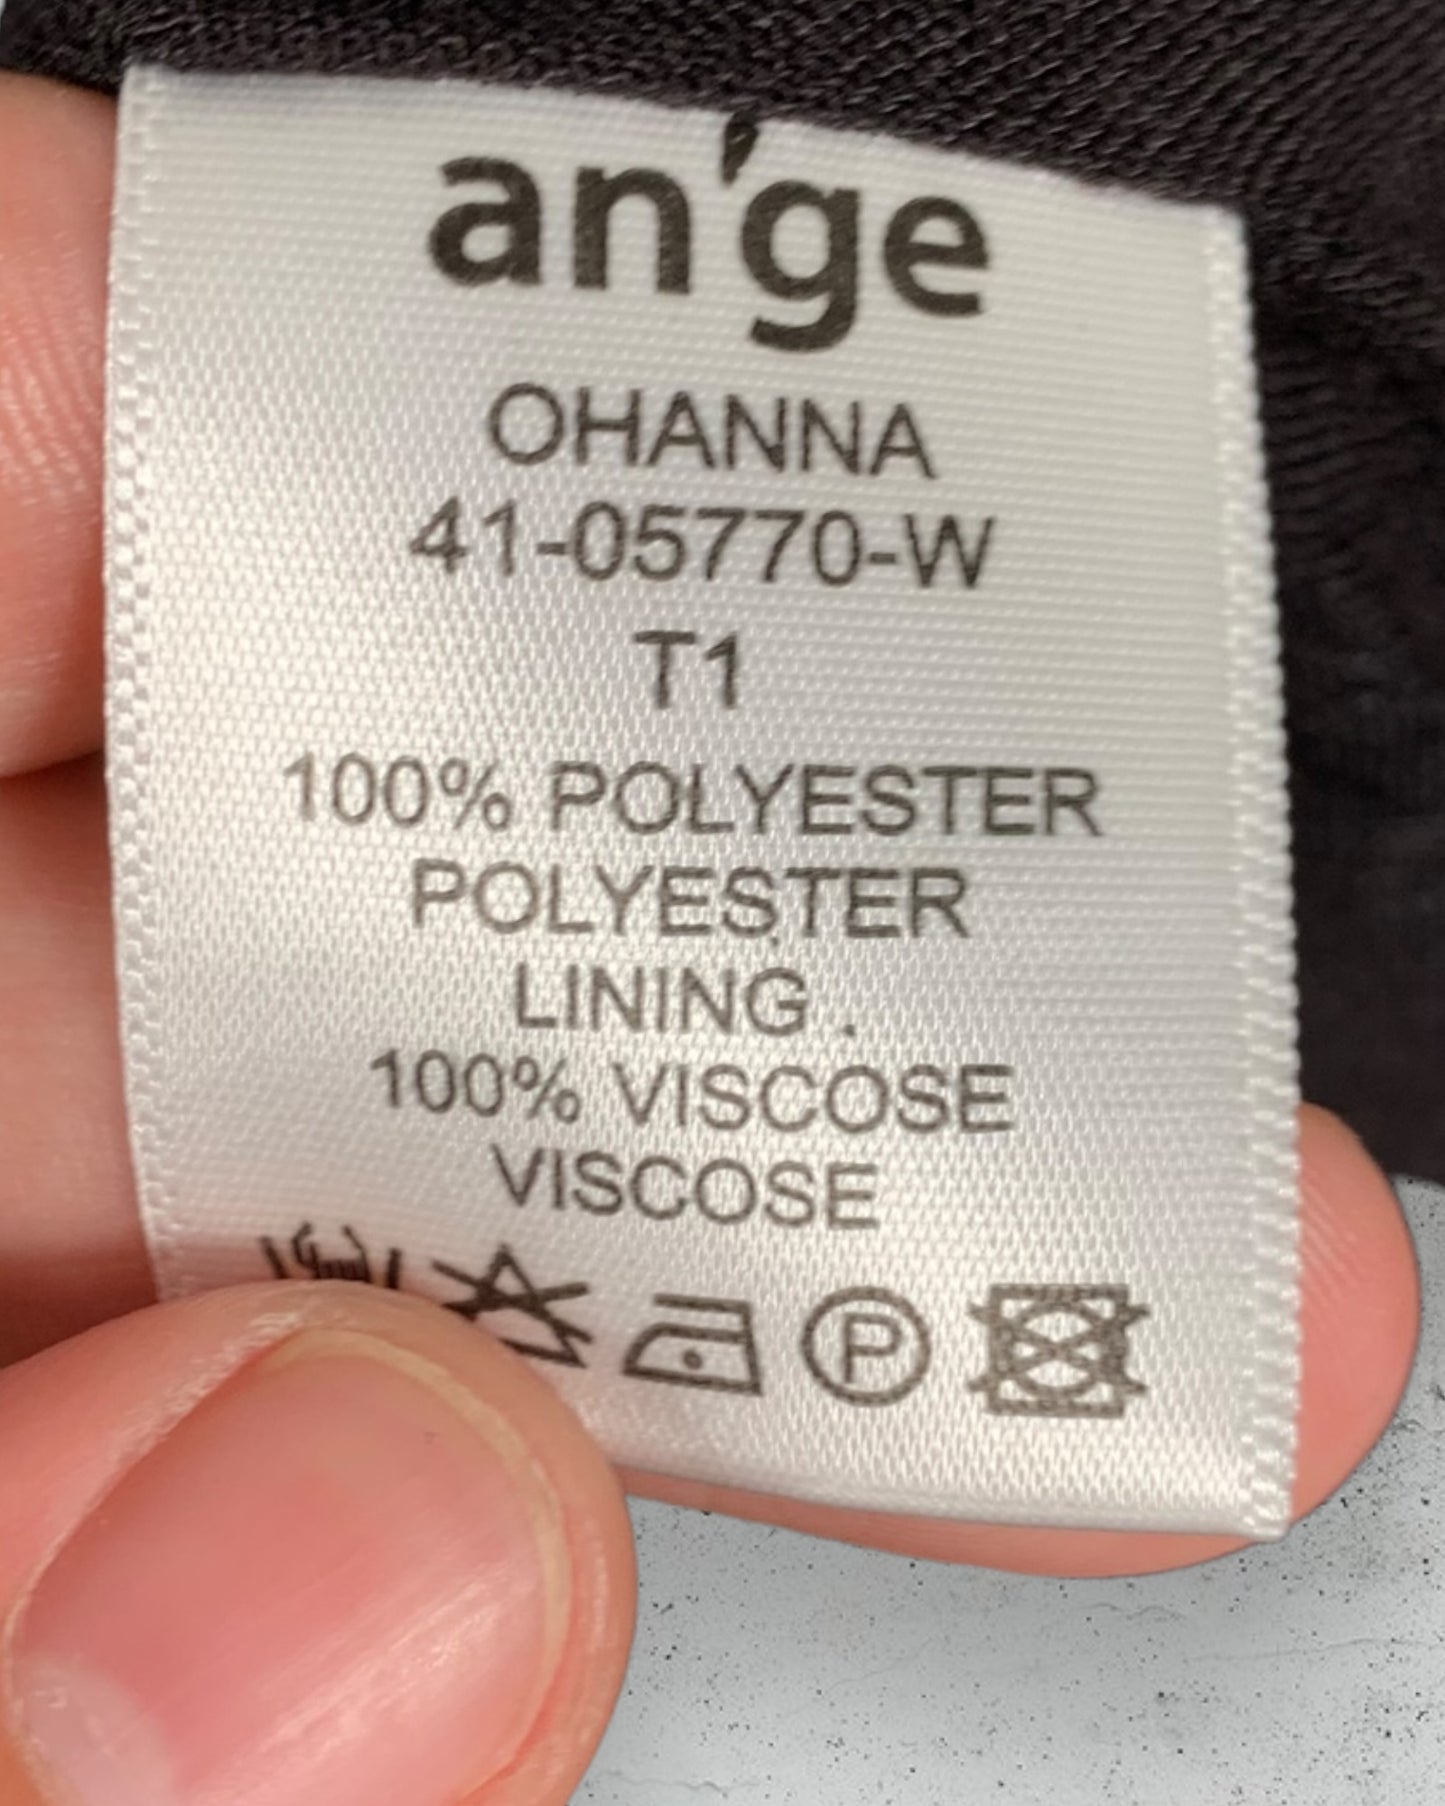 an'ge
OHANNA
41-05770-W
T1
100% POLYESTER
POLYESTER
LINING .
100% VISCOSE
VISCOSE
P